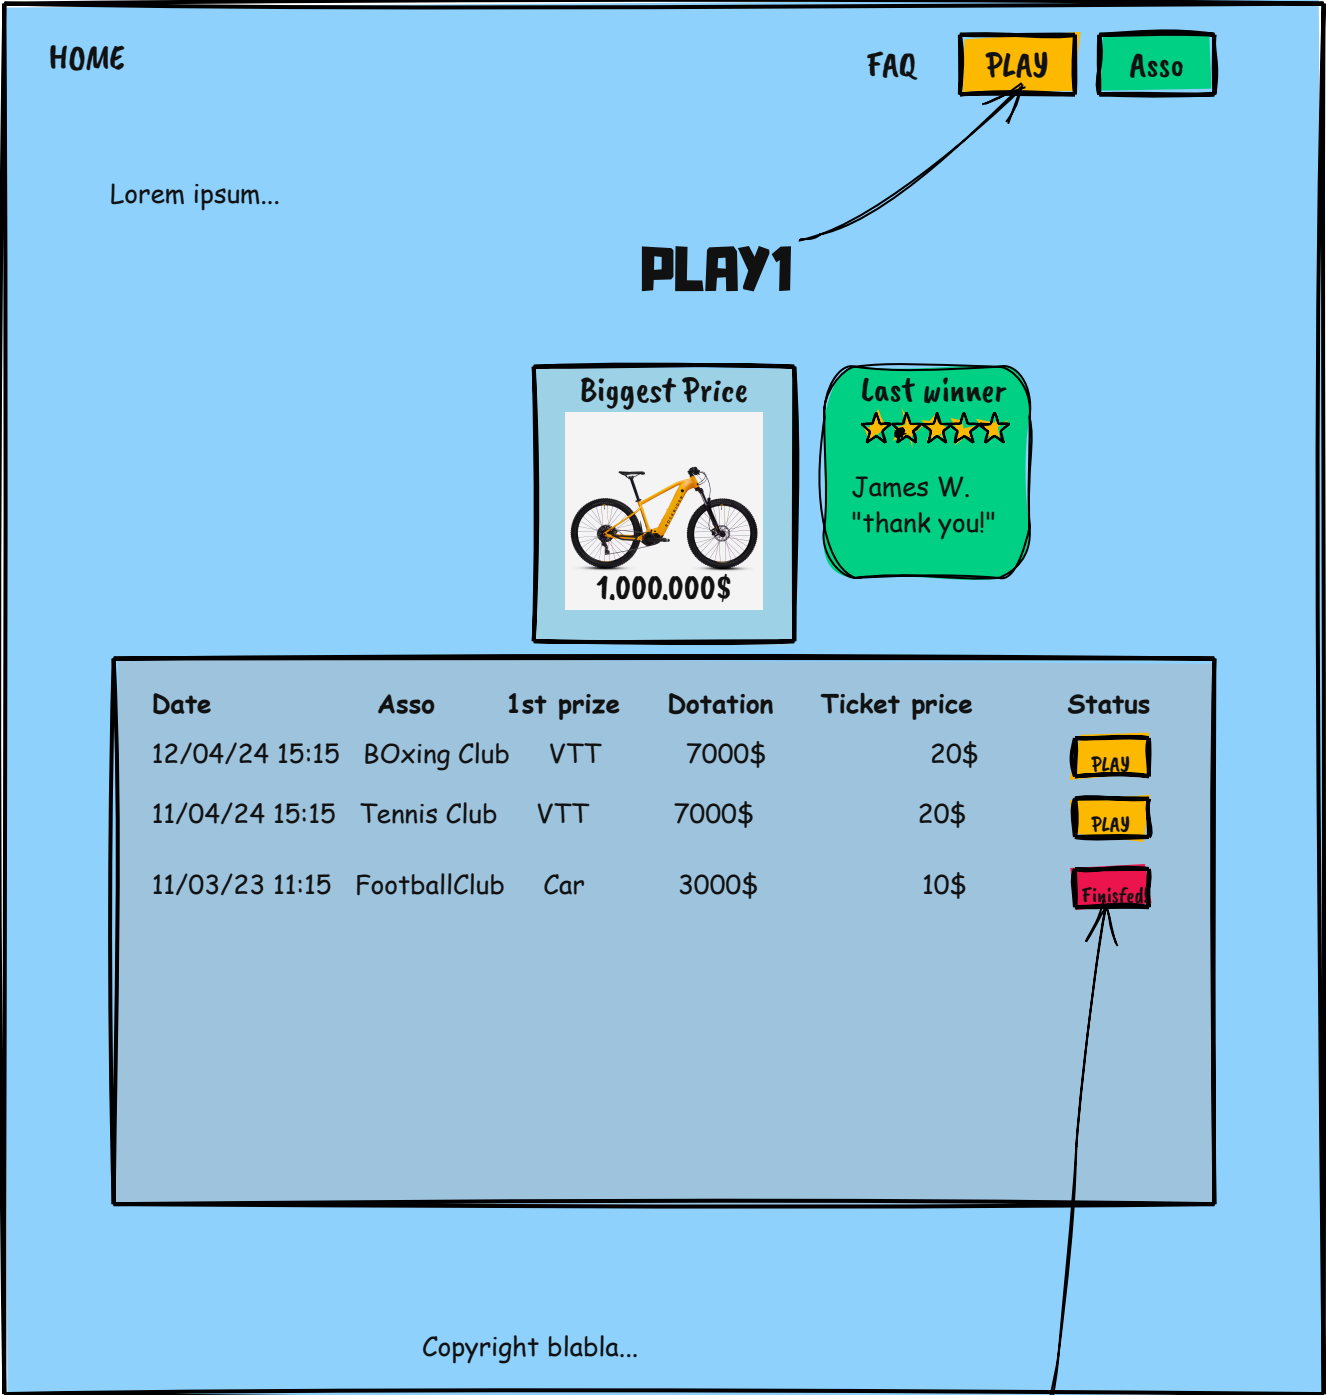 HOME
FAQ PLAY Asso
Lorem ipsum...
PLAY1
Biggest Price
1.000.000$
Last winner
James W.
"thank you!"
Date Asso 1st prize Dotation Ticket price Status
12/04/24 15:15 BOxing Club VTT 7000$ 20$ PLAY
11/04/24 15:15 Tennis Club VTT 7000$ 20$ PLAY
11/03/23 11:15 FootballClub Car 3000$ 10$ Finisfed!
Copyright blabla...